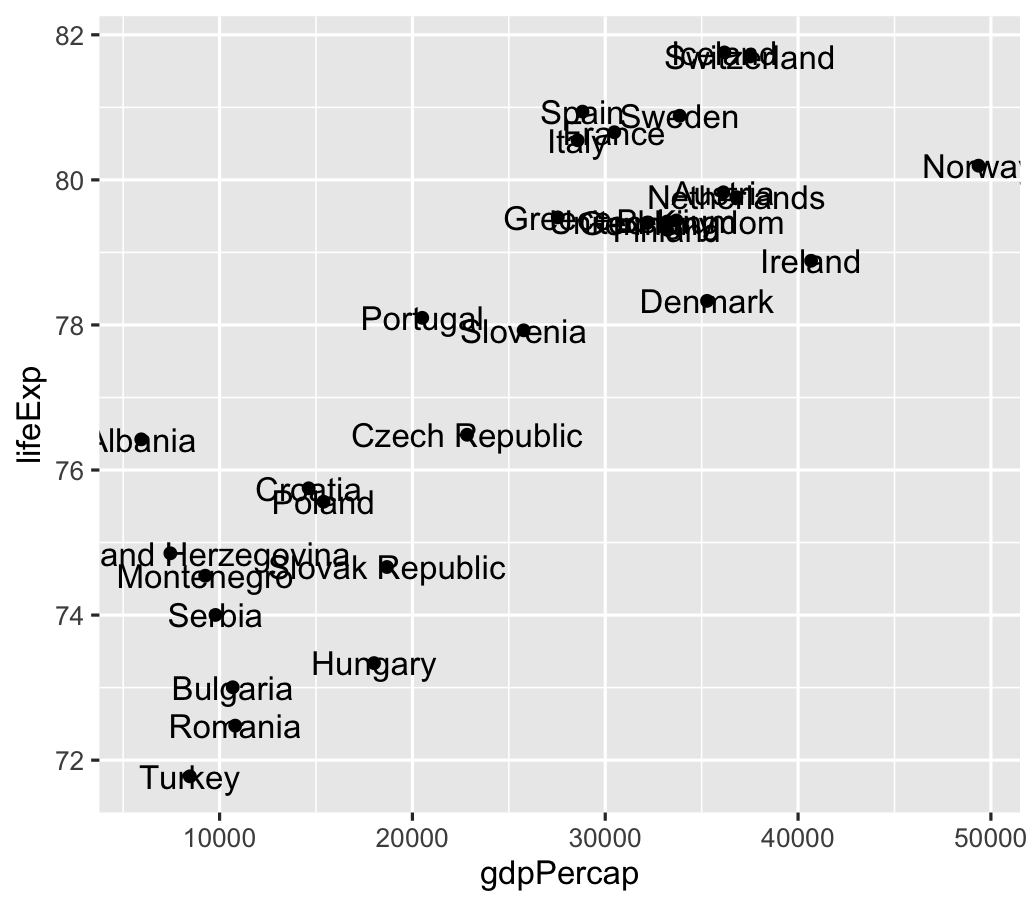 82
Iceland
Switzerland
Spain
Sweden
France
Italy
80
Norway
Austria
Netherlands
Greece
Finland
Ireland
Denmark
78
Portugal
Slovenia
lifeExp
Albania
Czech Republic
76
Croatia
Poland
and Herzegovina
Slovak Republic
Montenegro
74
Serbia
Hungary
Bulgaria
Romania
72
Turkey
10000
20000
30000
40000
50000
gdpPercap